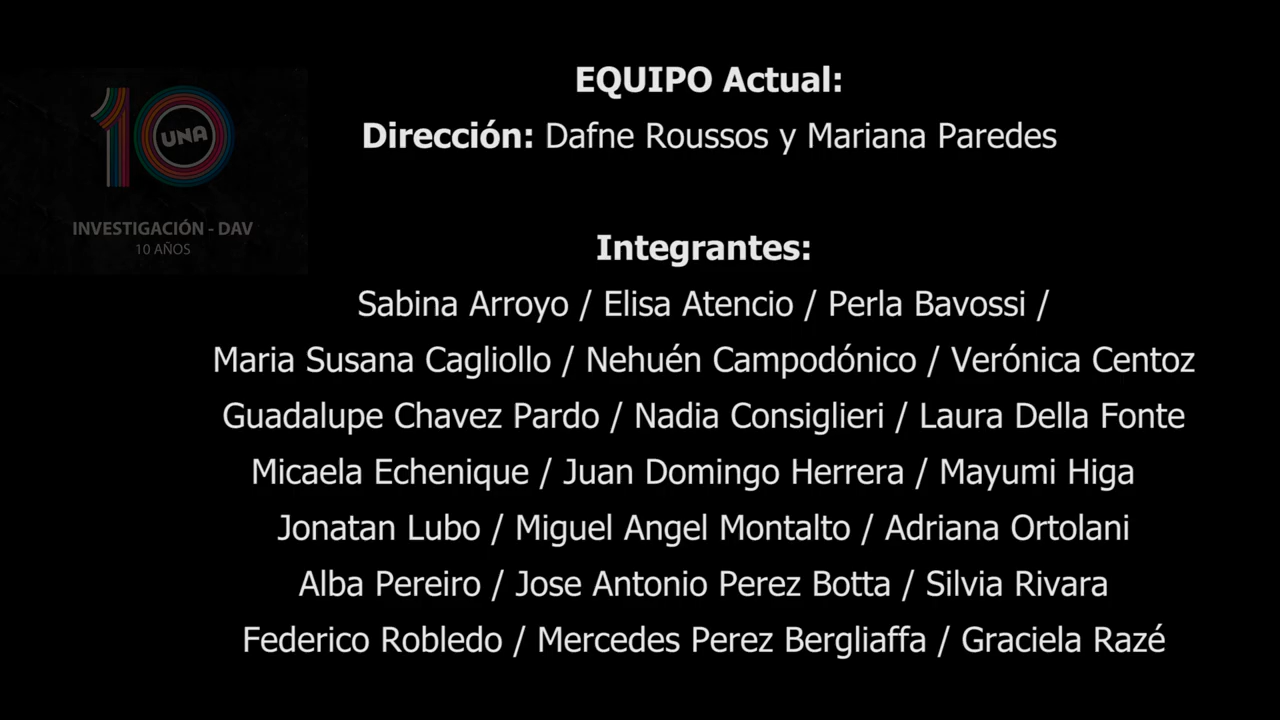 EQUIPO Actual:
Dirección: Dafne Roussos y Mariana Paredes
10 UNA
INVESTIGACIÓN - DAV
10 AÑOS
Integrantes:
Sabina Arroyo / Elisa Atencio / Perla Bavossi /
Maria Susana Cagliollo / Nehuén Campodónico / Verónica Centoz
Guadalupe Chavez Pardo / Nadia Consiglieri / Laura Della Fonte
Micaela Echenique / Juan Domingo Herrera / Mayumi Higa
Jonatan Lubo / Miguel Angel Montalto / Adriana Ortolani
Alba Pereiro / Jose Antonio Perez Botta / Silvia Rivara
Federico Robledo / Mercedes Perez Bergliaffa / Graciela Razé